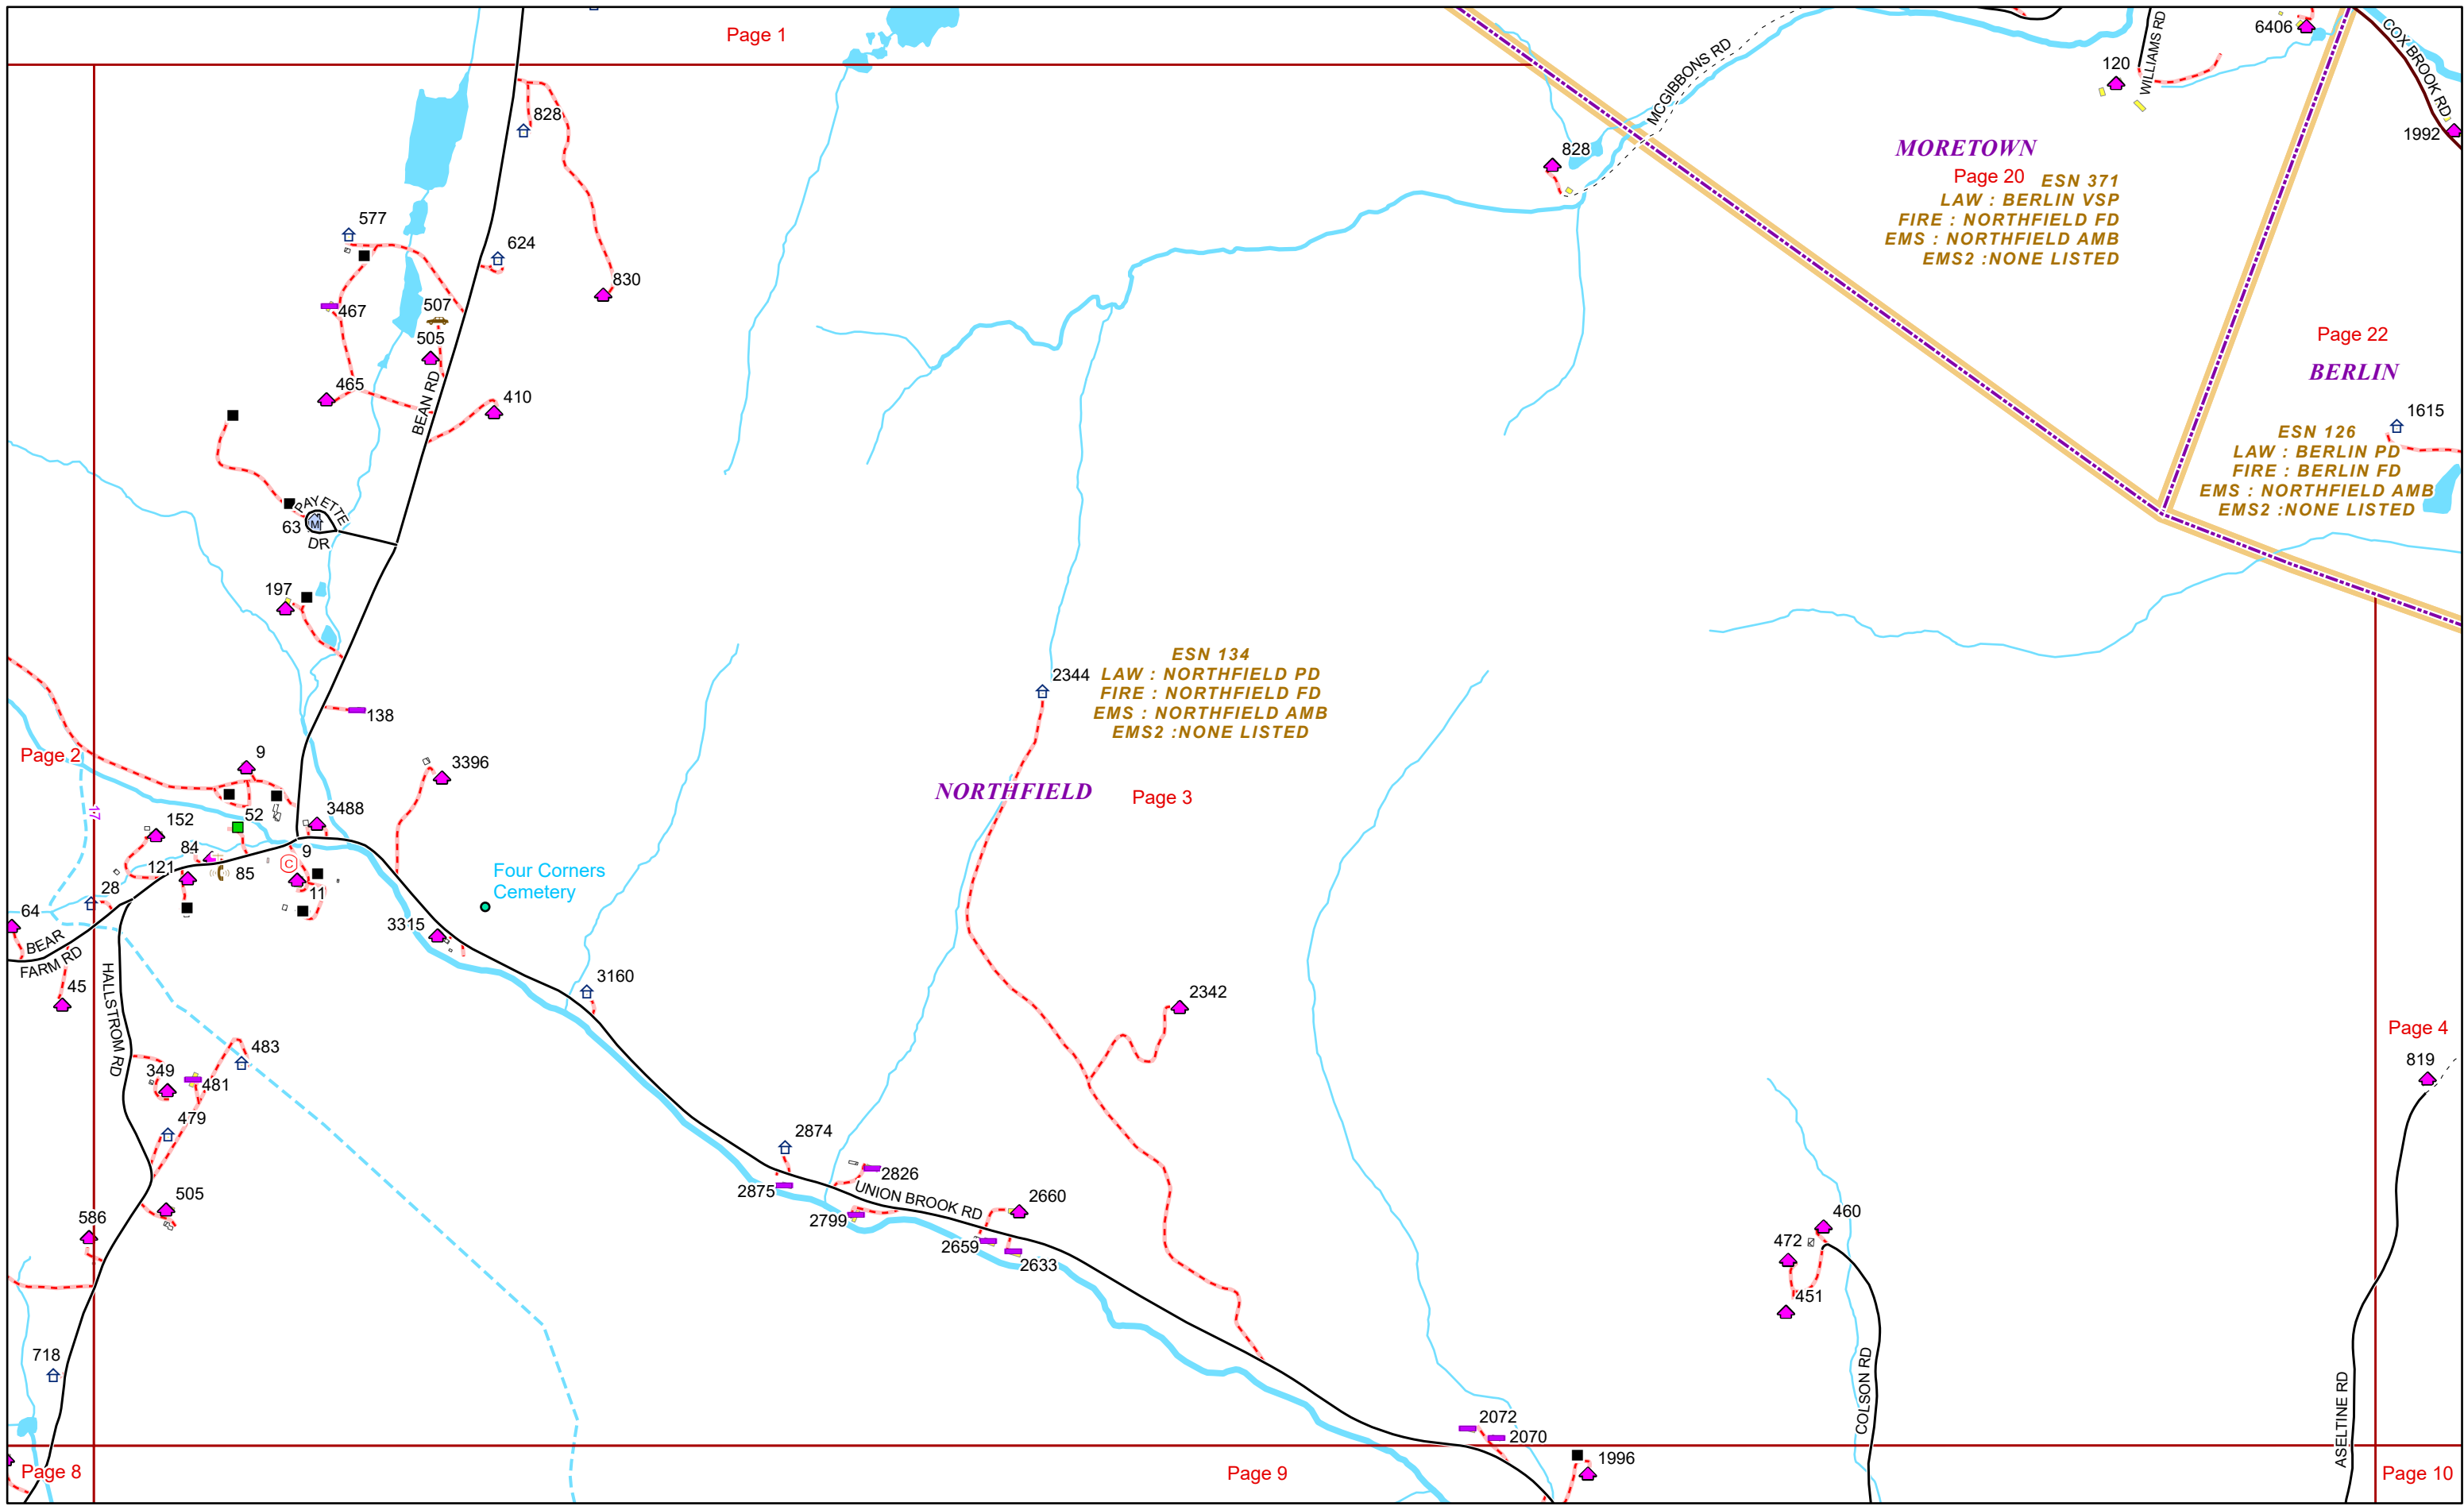 Page 1
6406
COX BROOK RD
WILLIAMS RD
MCGIBBONS RD
120
828
828
1992
MORETOWN
Page 20
ESN 371
LAW : BERLIN VSP
FIRE : NORTHFIELD FD
EMS : NORTHFIELD AMB
EMS2 :NONE LISTED
577
624
830
467
507
505
Page 22
BERLIN
465
410
BEAN RD
1615
ESN 126
LAW : BERLIN PD
FIRE : BERLIN FD
EMS : NORTHFIELD AMB
EMS2 :NONE LISTED
PAYETTE
DR
63
M
197
ESN 134
LAW : NORTHFIELD PD
FIRE : NORTHFIELD FD
EMS : NORTHFIELD AMB
EMS2 :NONE LISTED
2344
138
Page 2
9
3396
NORTHFIELD
Page 3
17
152
52
3488
84
9
121
85
C
11
28
Four Corners
Cemetery
64
3315
BEAR
FARM RD
HALLSTROM RD
45
3160
2342
Page 4
483
349
481
819
479
2874
2826
2875
UNION BROOK RD
505
2660
586
2799
2659
2633
460
472
451
718
COLSON RD
ASELTINE RD
2072
2070
1996
Page 8
Page 9
Page 10